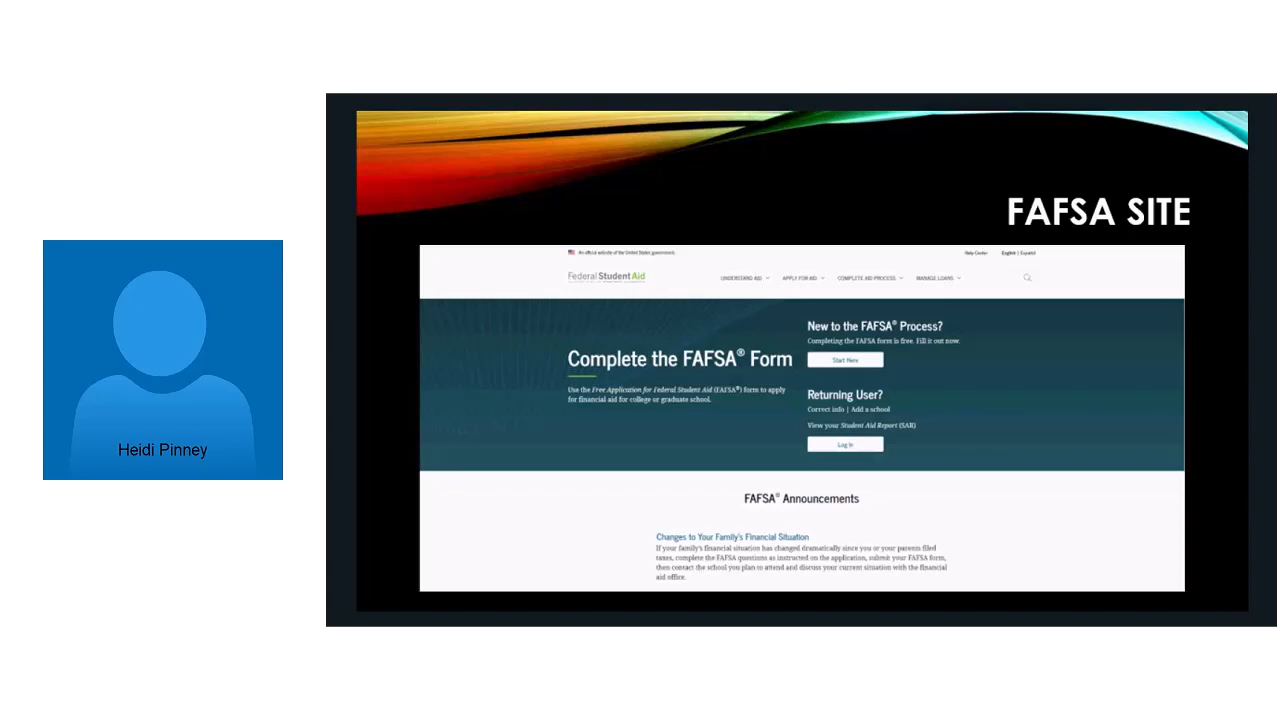 Heidi Pinney
FAFSA SITE
An official website of the United States government.
Help Center English | Español
Federal Student Aid
UNDERSTAND AID APPLY FOR AID COMPLETE AID PROCESS MANAGE LOANS
Complete the FAFSA® Form
Use the Free Application for Federal Student Aid (FAFSA®) form to apply
for financial aid for college or graduate school.
New to the FAFSA® Process?
Completing the FAFSA form is free. Fill it out now.
Start Here
Returning User?
Correct info | Add a school
View your Student Aid Report (SAR)
Log In
FAFSA® Announcements
Changes to Your Family's Financial Situation
If your family's financial situation has changed dramatically since you or your parents filed
taxes, complete the FAFSA questions as instructed on the application, submit your FAFSA form,
then contact the school you plan to attend and discuss your current situation with the financial
aid office.